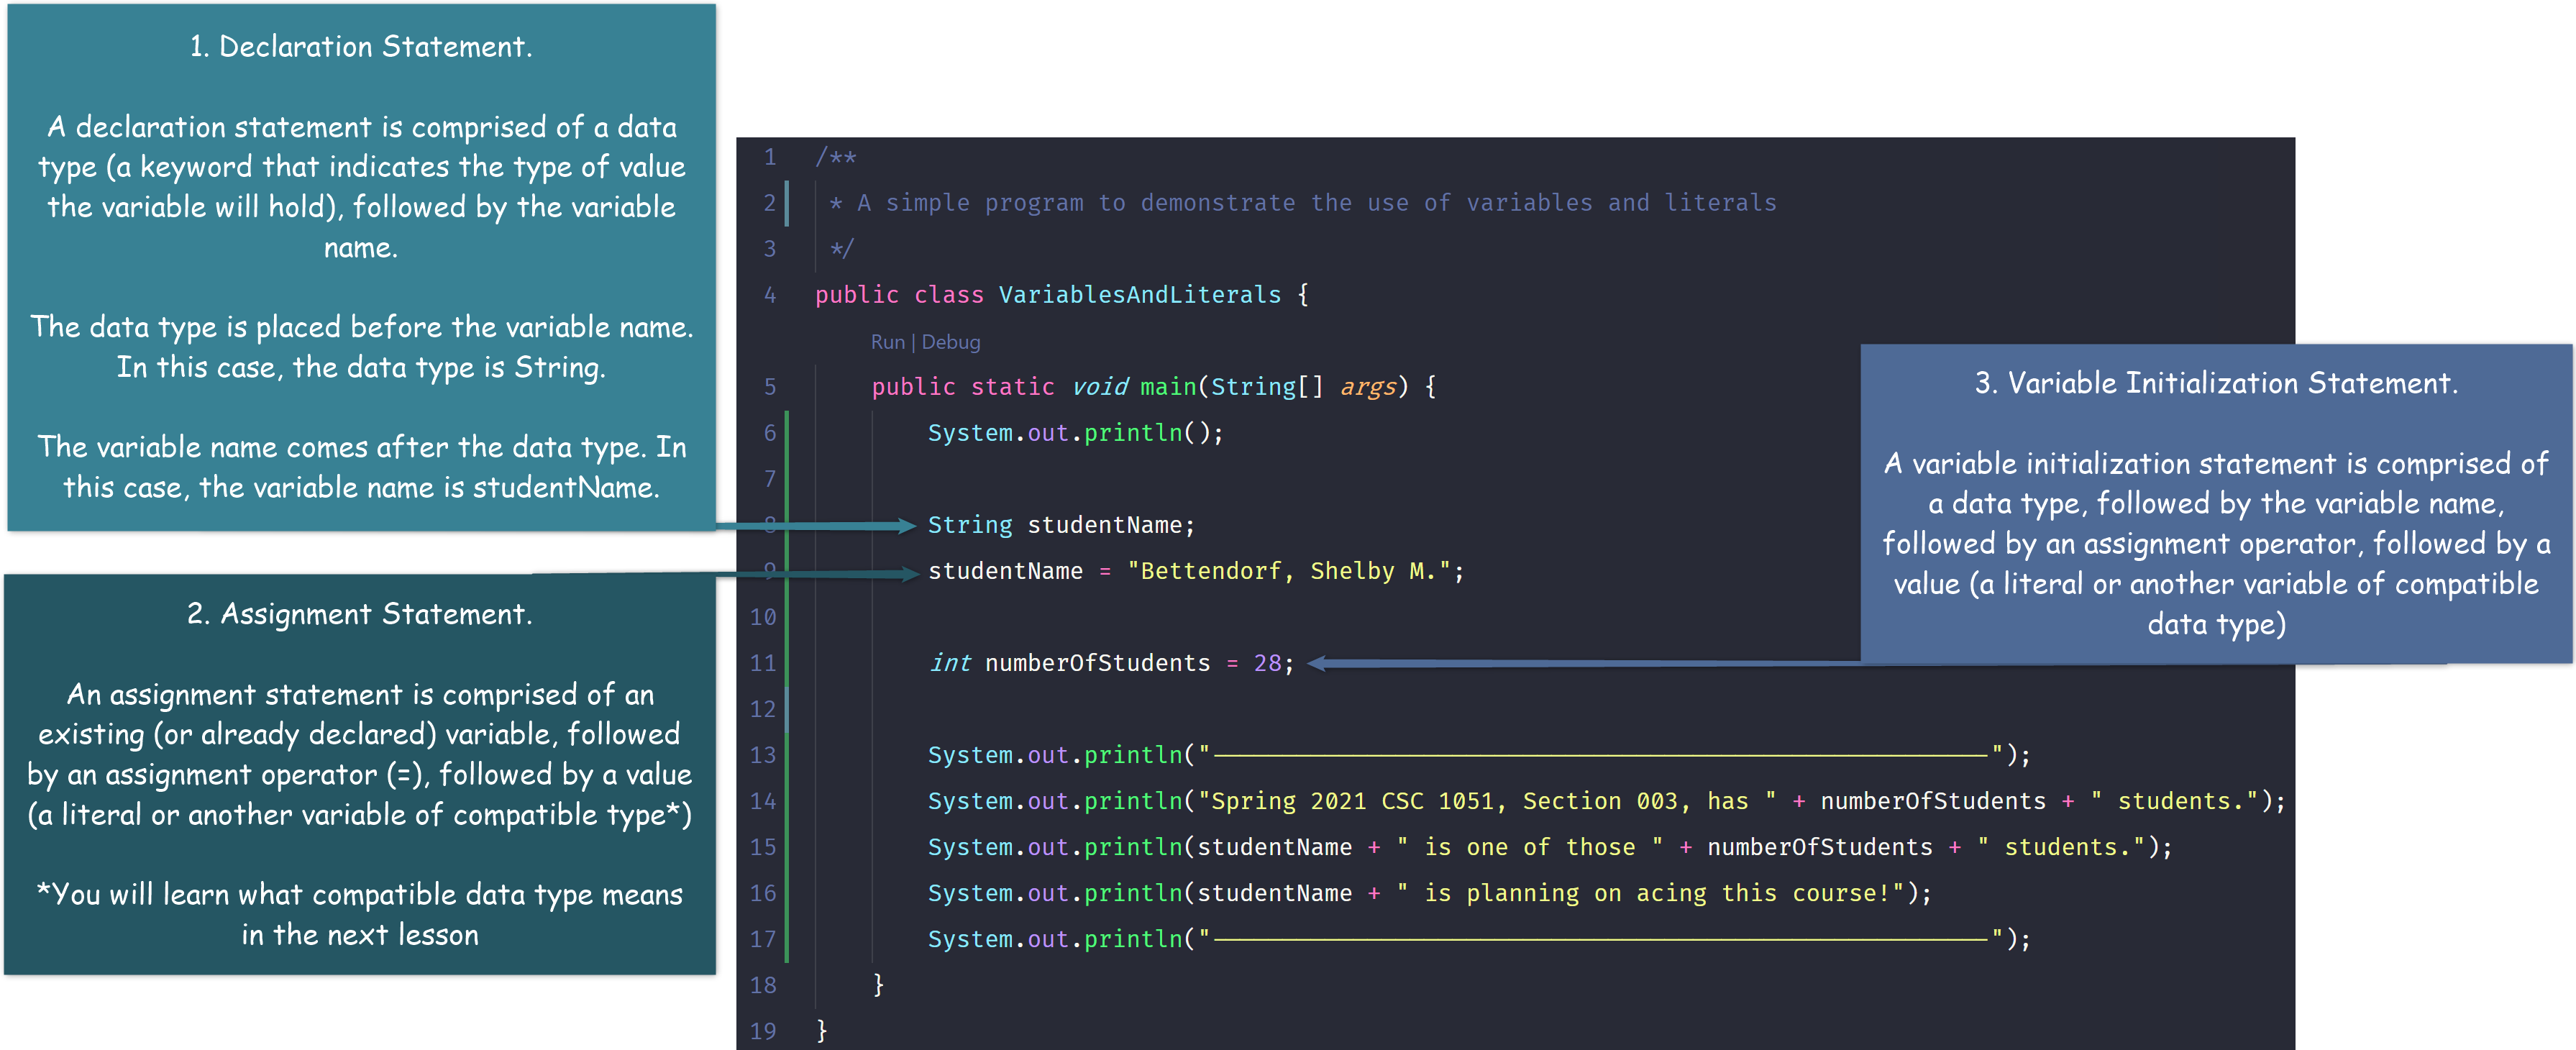 1. Declaration Statement.
A declaration statement is comprised of a data
type (a keyword that indicates the type of value
the variable will hold), followed by the variable
name.
The data type is placed before the variable name.
In this case, the data type is String.
The variable name comes after the data type. In
this case, the variable name is studentName.
2. Assignment Statement.
An assignment statement is comprised of an
existing (or already declared) variable, followed
by an assignment operator (=), followed by a value
(a literal or another variable of compatible type*)
*You will learn what compatible data type means
in the next lesson
1 /**
2 * A simple program to demonstrate the use of variables and literals
3 */
4 public class VariablesAndLiterals {
Run | Debug
5 public static void main(String[] args) {
6 System.out.println();
7
8 String studentName;
9 studentName = "Bettendorf, Shelby M.";
10
11 int numberOfStudents = 28;
12
13 System.out.println("———————————————————————————");
14 System.out.println("Spring 2021 CSC 1051, Section 003, has " + numberOfStudents + " students.");
15 System.out.println(studentName + " is one of those " + numberOfStudents + " students.");
16 System.out.println(studentName + " is planning on acing this course!");
17 System.out.println("———————————————————————————");
18 }
19 }
3. Variable Initialization Statement.
A variable initialization statement is comprised of
a data type, followed by the variable name,
followed by an assignment operator, followed by a
value (a literal or another variable of compatible
data type)